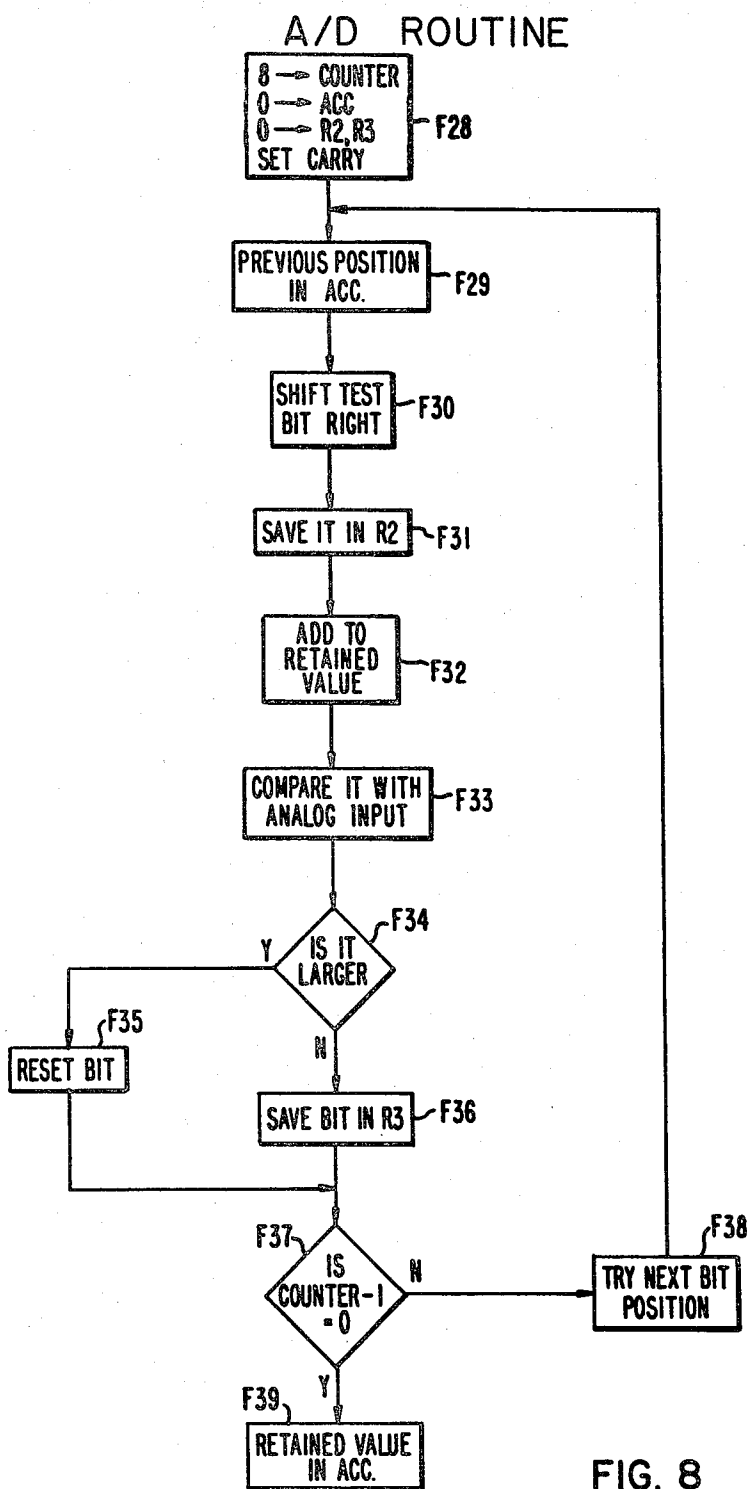 A/D ROUTINE
8 → COUNTER
0 → ACC
0 → R2,R3
SET CARRY
F28
PREVIOUS POSITION
IN ACC.
F29
SHIFT TEST
BIT RIGHT
F30
SAVE IT IN R2
F31
ADD TO
RETAINED
VALUE
F32
COMPARE IT WITH
ANALOG INPUT
F33
F34
IS IT
LARGER
Y
N
F35
RESET BIT
SAVE BIT IN R3
F36
F37
IS
COUNTER-1
=0
N
Y
F38
TRY NEXT BIT
POSITION
F39
RETAINED VALUE
IN ACC.
FIG. 8